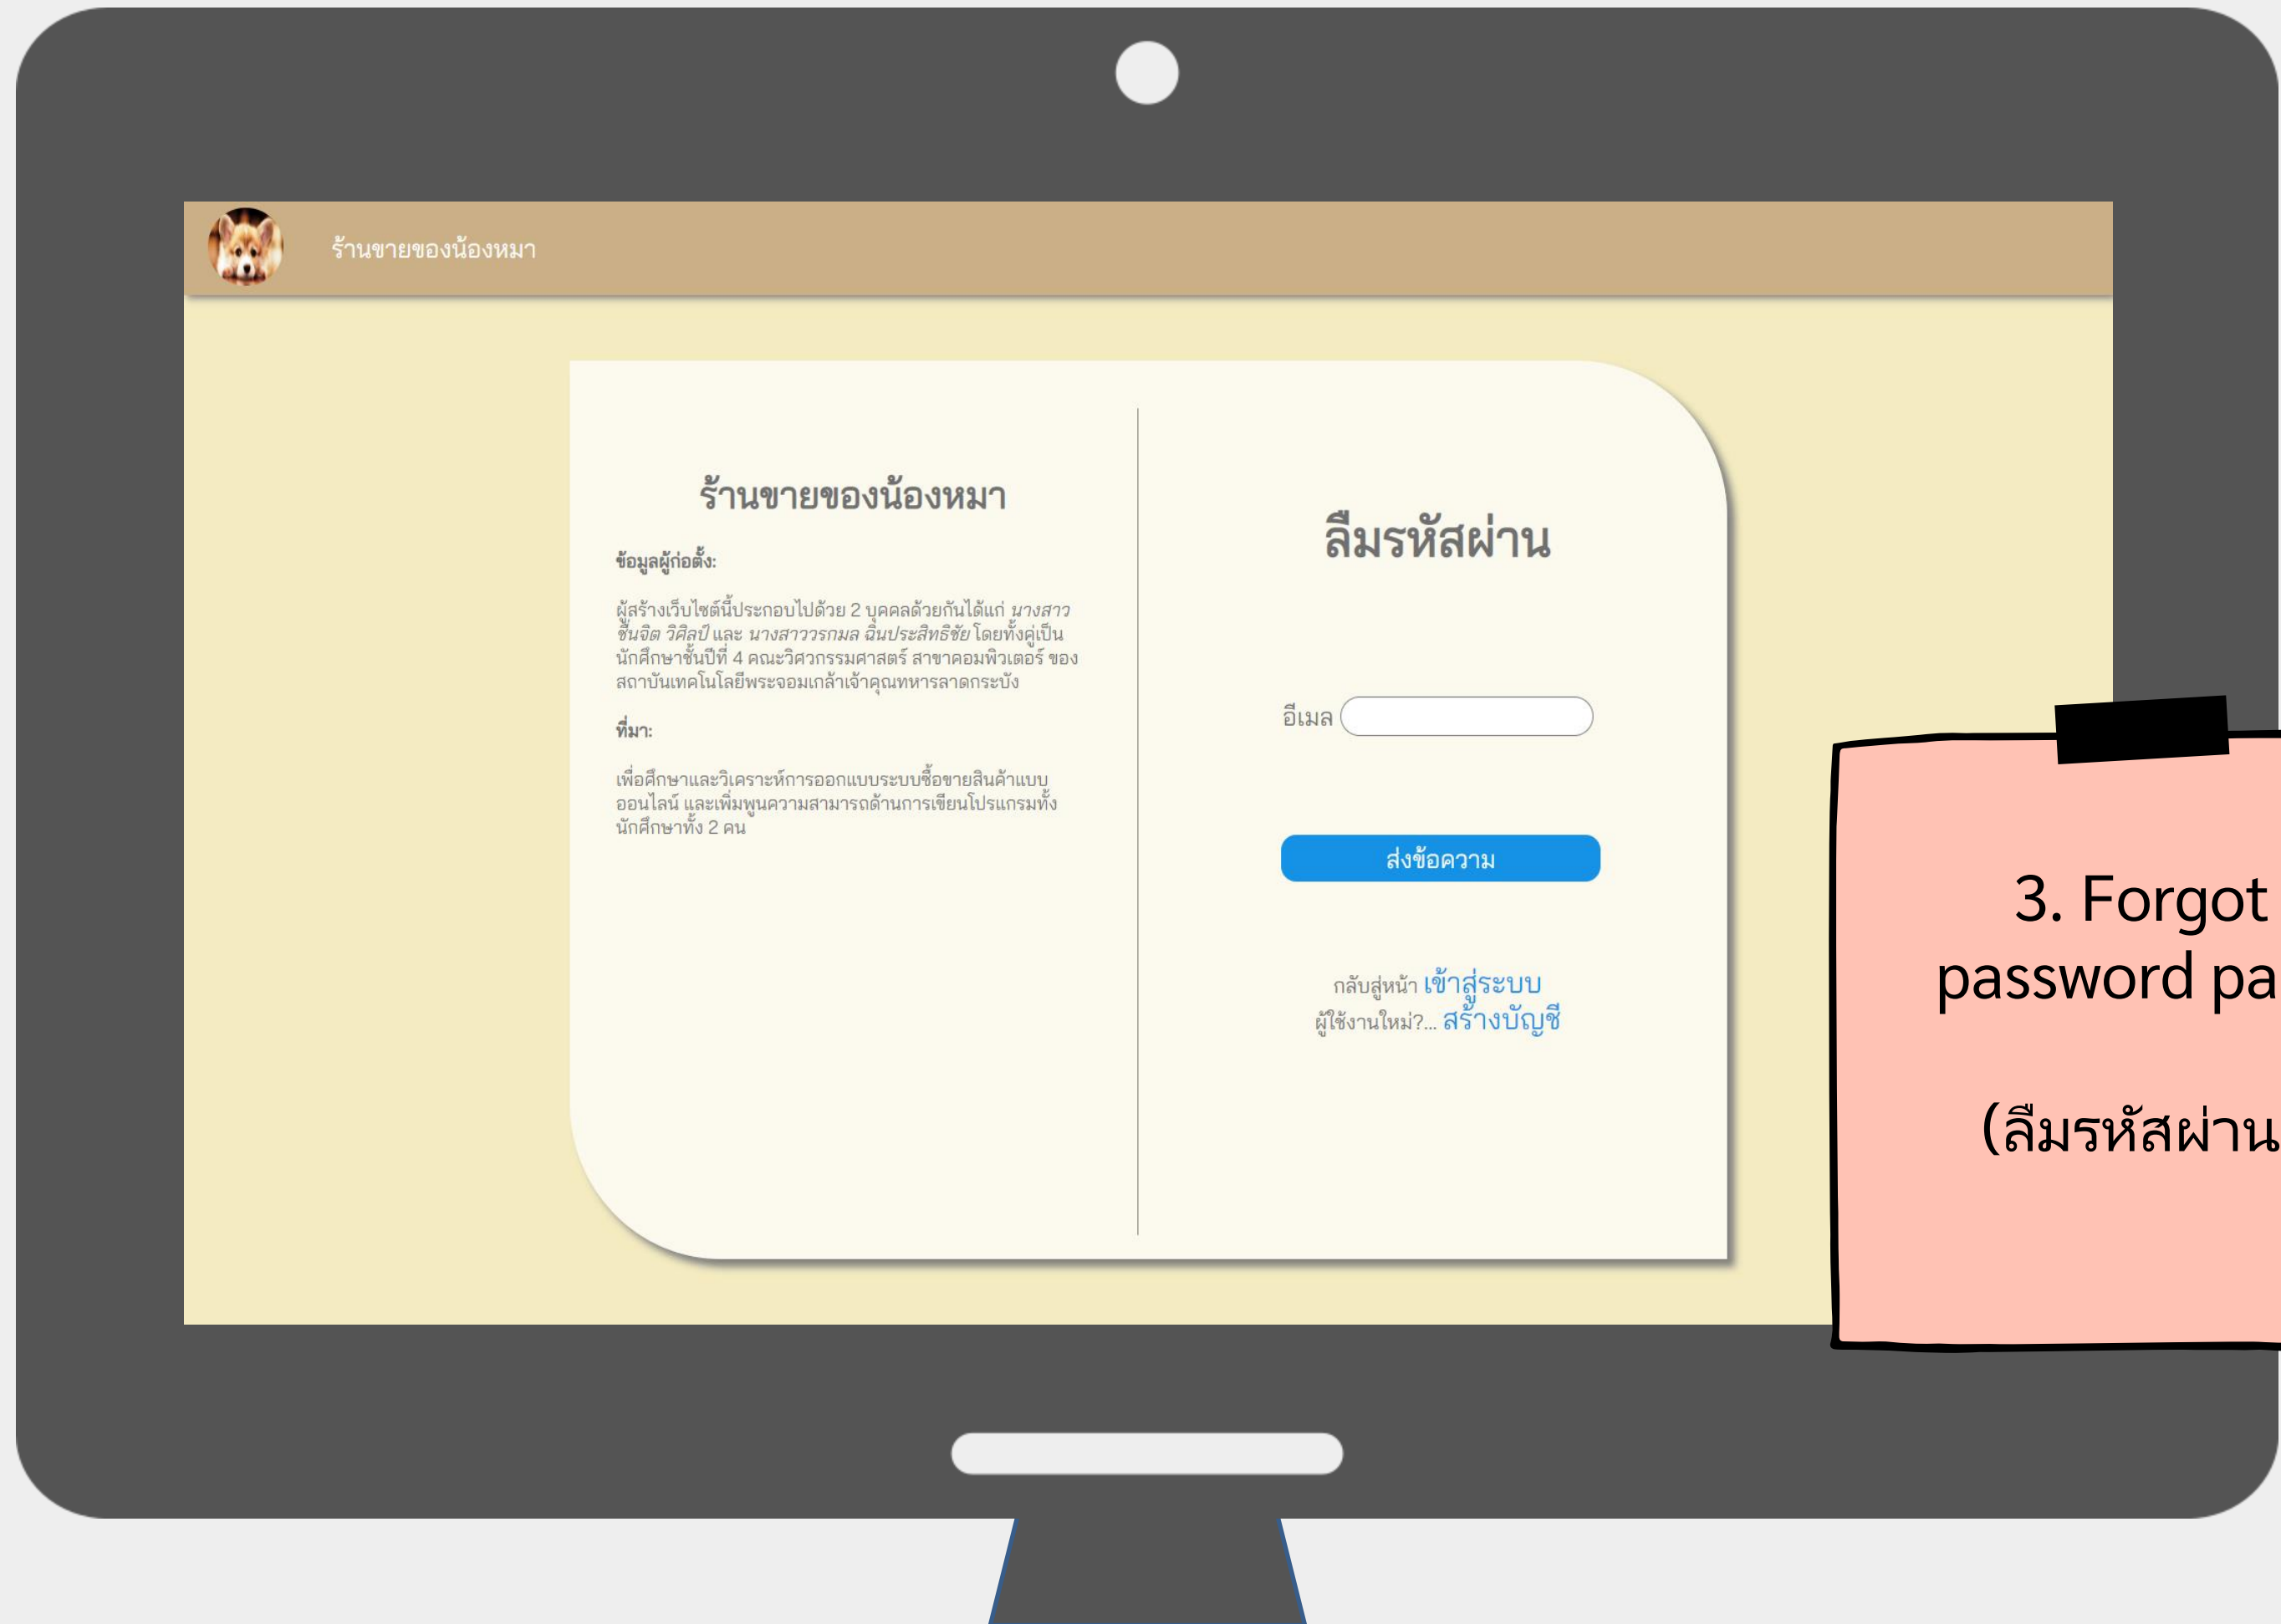 ร้านขายของน้องหมา
ร้านขายของน้องหมา
ข้อมูลผู้ก่อตั้ง:
ผู้สร้างเว็บไซต์นี้ประกอบไปด้วย 2 บุคคลด้วยกันได้แก่ นางสาว
ชื่นจิต วิศิลป์ และ นางสาววรกมล ฉินประสิทธิชัย โดยทั้งคู่เป็น
นักศึกษาชั้นปีที่ 4 คณะวิศวกรรมศาสตร์ สาขาคอมพิวเตอร์ ของ
สถาบันเทคโนโลยีพระจอมเกล้าเจ้าคุณทหารลาดกระบัง
ที่มา:
เพื่อศึกษาและวิเคราะห์การออกแบบระบบซื้อขายสินค้าแบบ
ออนไลน์ และเพิ่มพูนความสามารถด้านการเขียนโปรแกรมทั้ง
นักศึกษาทั้ง 2 คน
ลืมรหัสผ่าน
อีเมล
ส่งข้อความ
กลับสู่หน้า เข้าสู่ระบบ
ผู้ใช้งานใหม่?... สร้างบัญชี
3. Forgot
password pa
(ลืมรหัสผ่าน